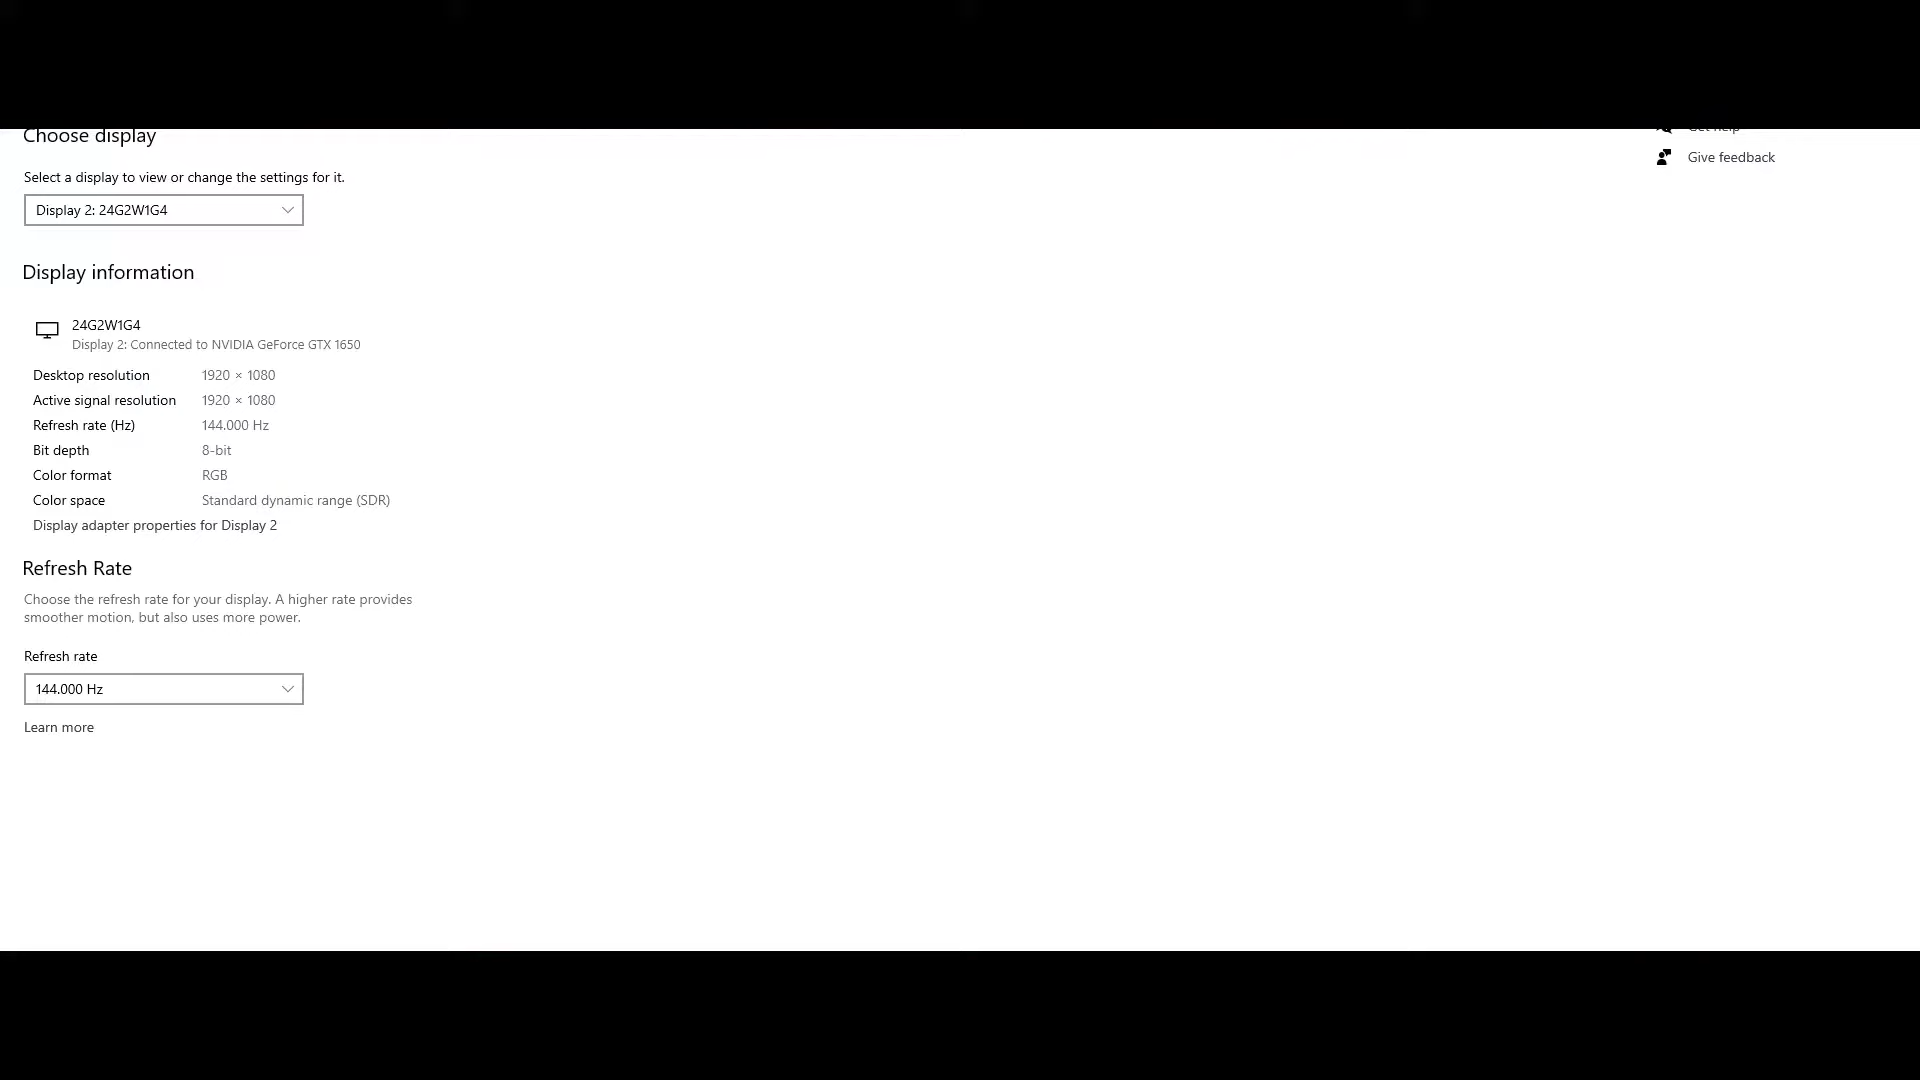 Choose display
Get help
Give feedback
Select a display to view or change the settings for it.
Display 2: 24G2W1G4
Display information
24G2W1G4
Display 2: Connected to NVIDIA GeForce GTX 1650
Desktop resolution 1920 × 1080
Active signal resolution 1920 × 1080
Refresh rate (Hz) 144.000 Hz
Bit depth 8-bit
Color format RGB
Color space Standard dynamic range (SDR)
Display adapter properties for Display 2
Refresh Rate
Choose the refresh rate for your display. A higher rate provides
smoother motion, but also uses more power.
Refresh rate
144.000 Hz
Learn more